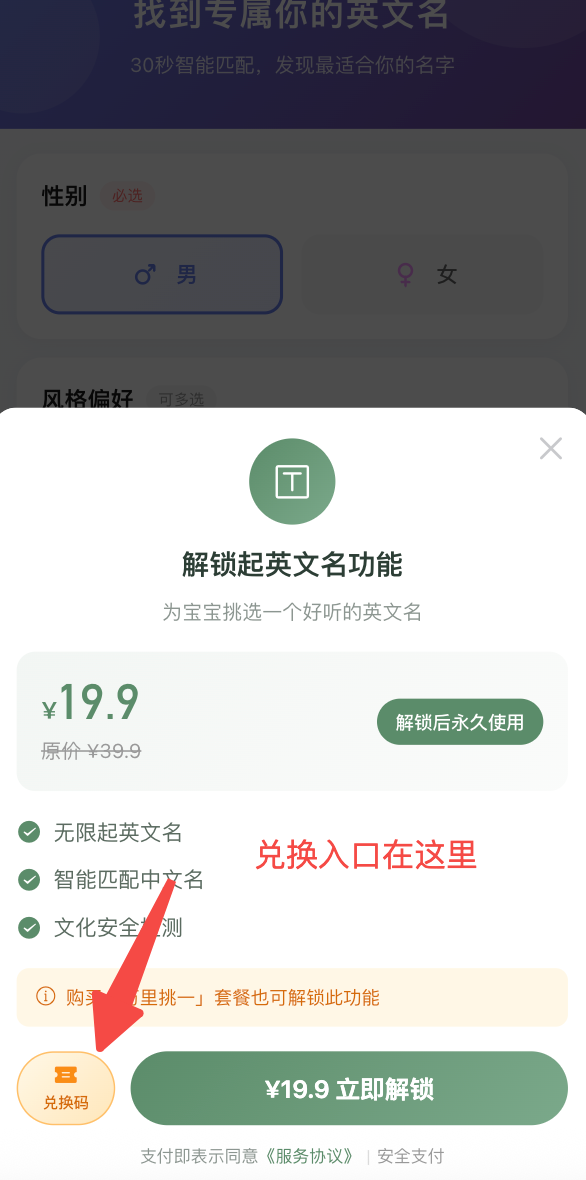 找到专属你的英文名
30秒智能匹配，发现最适合你的名字
性别 必选
男 女
风格偏好 可多选
解锁起英文名功能
为宝宝挑选一个好听的英文名
¥19.9
原价 ¥39.9
解锁后永久使用
无限起英文名
兑换入口在这里
智能匹配中文名
文化安全检测
购买「万里挑一」套餐也可解锁此功能
兑换码
¥19.9 立即解锁
支付即表示同意《服务协议》 | 安全支付